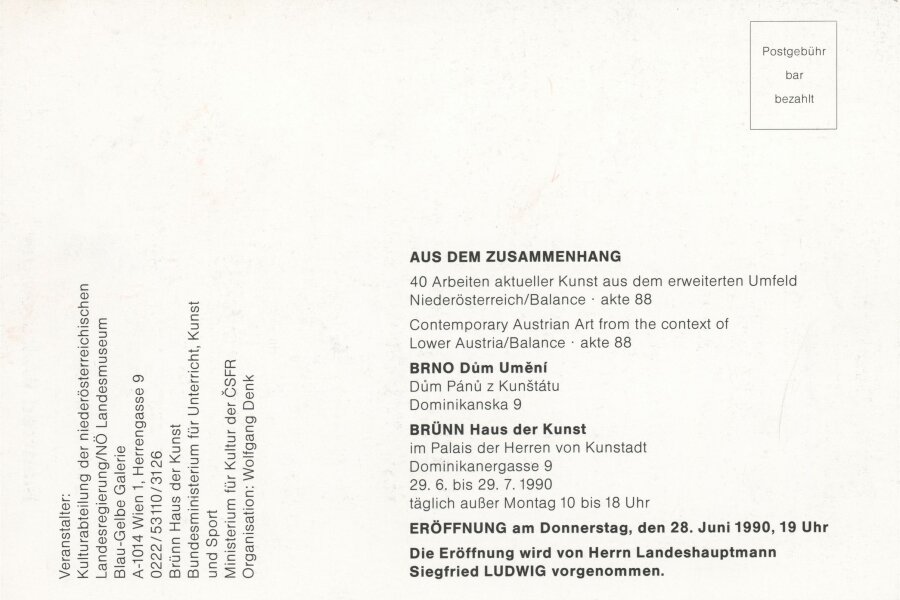 Postgebühr
bar
bezahlt
AUS DEM ZUSAMMENHANG
40 Arbeiten aktueller Kunst aus dem erweiterten Umfeld
Niederösterreich/Balance · akte 88
Contemporary Austrian Art from the context of
Lower Austria/Balance · akte 88
BRNO Dům Umění
Dům Pánů z Kunštátu
Dominikanska 9
BRÜNN Haus der Kunst
im Palais der Herren von Kunstadt
Dominikanergasse 9
29. 6. bis 29. 7. 1990
täglich außer Montag 10 bis 18 Uhr
ERÖFFNUNG am Donnerstag, den 28. Juni 1990, 19 Uhr
Die Eröffnung wird von Herrn Landeshauptmann
Siegfried LUDWIG vorgenommen.
Veranstalter:
Kulturabteilung der niederösterreichischen
Landesregierung/NÖ Landesmuseum
Blau-Gelbe Galerie
A-1014 Wien 1, Herrengasse 9
0222/53110/3126
Brünn Haus der Kunst
Bundesministerium für Unterricht, Kunst
und Sport
Ministerium für Kultur der ČSFR
Organisation: Wolfgang Denk